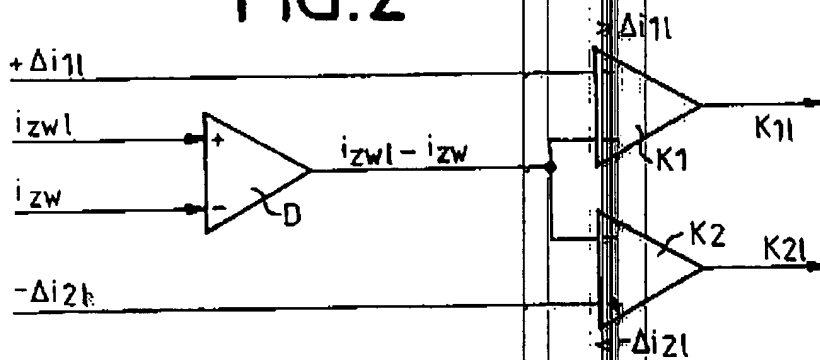 FIG.2
> Δi1l
+Δi1l
izwl
+
izwl - izw
K1
K1l
izw
-
D
K2
K2l
-Δi2l
< -Δi2l